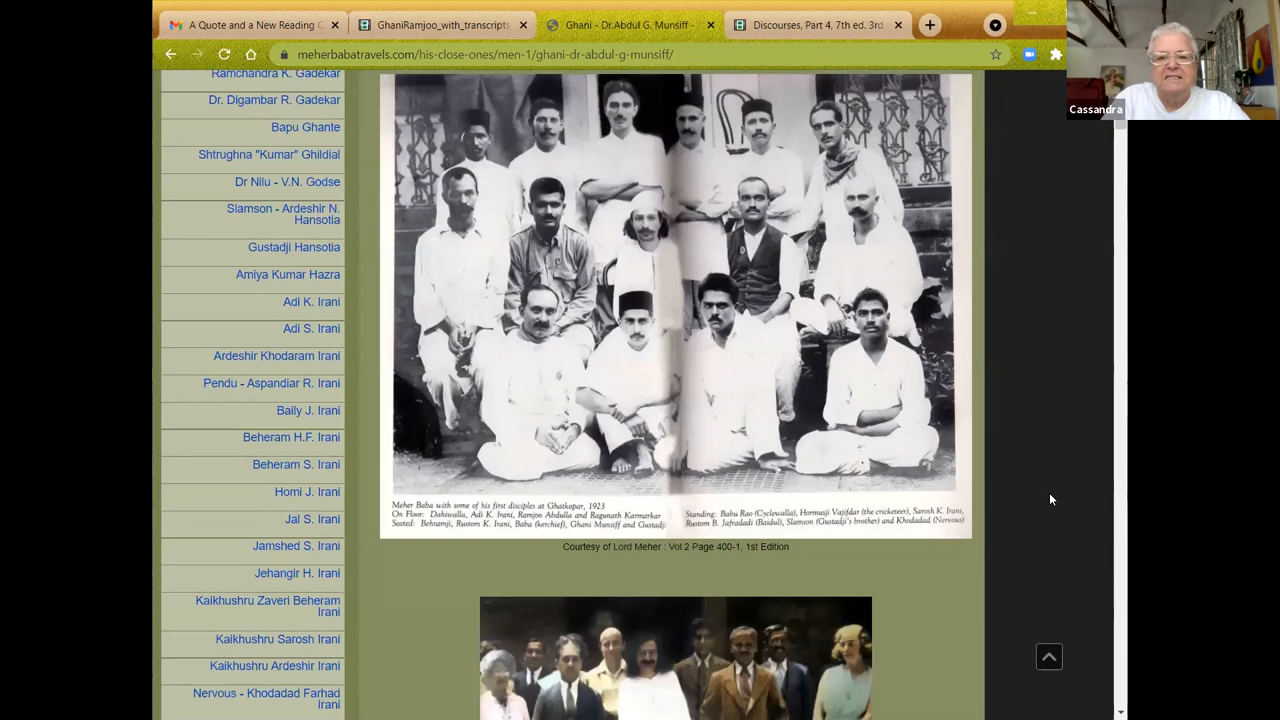 A Quote and a New Reading G
GhaniRamjoo_with_transcripts
Ghani - Dr.Abdul G. Munsiff -
Discourses, Part 4, 7th ed. 3rd
meherbabatravels.com/his-close-ones/men-1/ghani-dr-abdul-g-munsiff/
Cassandra
Ramchandra K. Gadekar
Dr. Digambar R. Gadekar
Bapu Ghante
Shtrughna "Kumar" Ghildial
Dr Nilu - V.N. Godse
Slamson - Ardeshir N.
Hansotia
Gustadji Hansotia
Amiya Kumar Hazra
Adi K. Irani
Adi S. Irani
Ardeshir Khodaram Irani
Pendu - Aspandiar R. Irani
Baily J. Irani
Beheram H.F. Irani
Beheram S. Irani
Homi J. Irani
Jal S. Irani
Jamshed S. Irani
Jehangir H. Irani
Kaikhushru Zaveri Beheram
Irani
Kaikhushru Sarosh Irani
Kaikhushru Ardeshir Irani
Nervous - Khodadad Farhad
Irani
Meher Baba with some of his first disciples at Ghatkopar, 1923
On Floor: Dahiwalla, Adi K. Irani, Ramjoo Abdulla and Ragunath Karmarkar
Seated: Behramji, Rustom K. Irani, Baba (kerchief), Ghani Munsiff and Gustadji
Standing: Babu Rao (Cyclewalla), Hormusji Vajifdar (the cricketeer), Sarosh K. Irani,
Rustom B. Jafradadi (Baidul), Slamson (Gustadji's brother) and Khodadad (Nervous)
Courtesy of Lord Meher : Vol.2 Page 400-1, 1st Edition